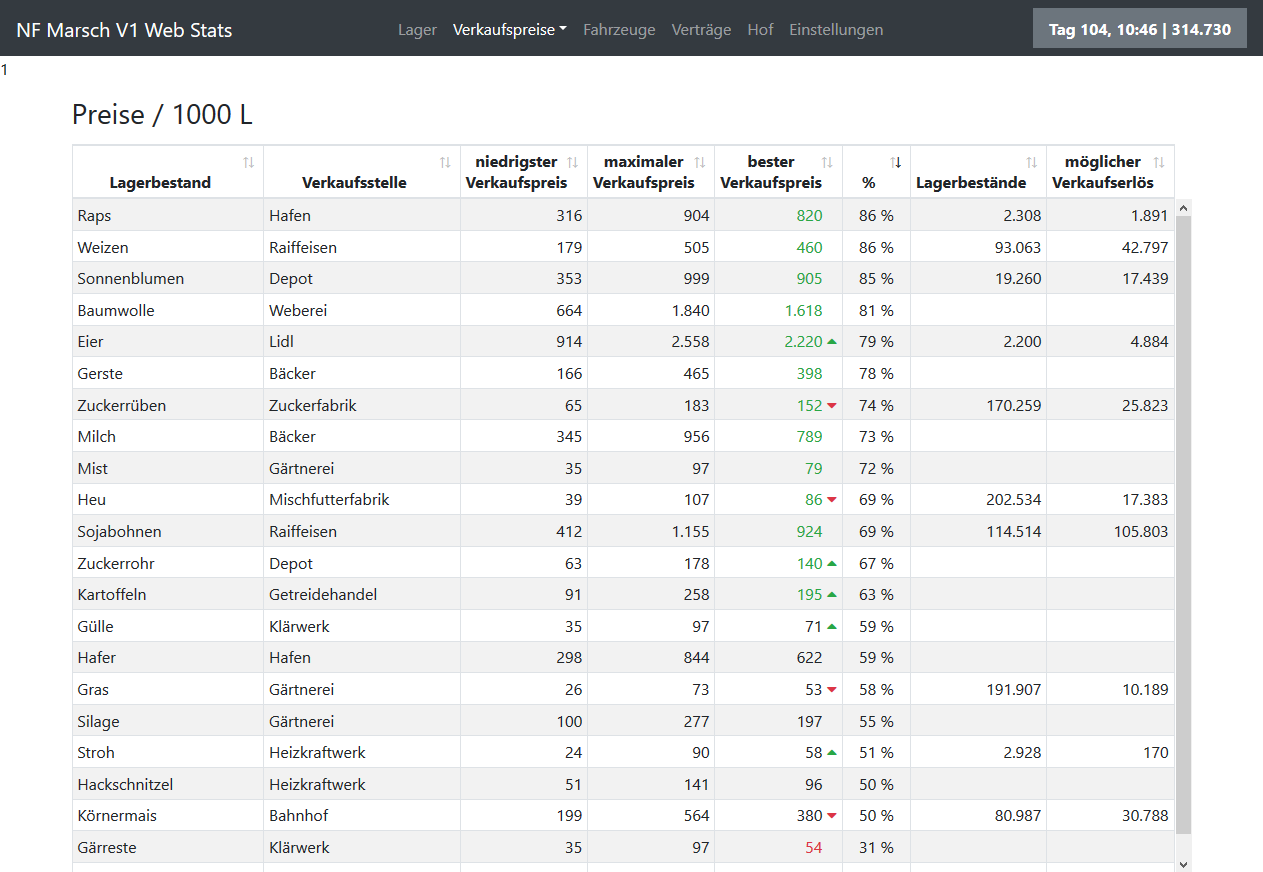 NF Marsch V1 Web Stats Lager Verkaufspreise Fahrzeuge Verträge Hof Einstellungen Tag 104, 10:46 | 314.730
1
Preise / 1000 L
niedrigster maximaler bester möglicher
Lagerbestand Verkaufsstelle Verkaufspreis Verkaufspreis Verkaufspreis % Lagerbestände Verkaufserlös
Raps Hafen 316 904 820 86 % 2.308 1.891
Weizen Raiffeisen 179 505 460 86 % 93.063 42.797
Sonnenblumen Depot 353 999 905 85 % 19.260 17.439
Baumwolle Weberei 664 1.840 1.618 81 %
Eier Lidl 914 2.558 2.220 79 % 2.200 4.884
Gerste Bäcker 166 465 398 78 %
Zuckerrüben Zuckerfabrik 65 183 152 74 % 170.259 25.823
Milch Bäcker 345 956 789 73 %
Mist Gärtnerei 35 97 79 72 %
Heu Mischfutterfabrik 39 107 86 69 % 202.534 17.383
Sojabohnen Raiffeisen 412 1.155 924 69 % 114.514 105.803
Zuckerrohr Depot 63 178 140 67 %
Kartoffeln Getreidehandel 91 258 195 63 %
Gülle Klärwerk 35 97 71 59 %
Hafer Hafen 298 844 622 59 %
Gras Gärtnerei 26 73 53 58 % 191.907 10.189
Silage Gärtnerei 100 277 197 55 %
Stroh Heizkraftwerk 24 90 58 51 % 2.928 170
Hackschnitzel Heizkraftwerk 51 141 96 50 %
Körnermais Bahnhof 199 564 380 50 % 80.987 30.788
Gärreste Klärwerk 35 97 54 31 %